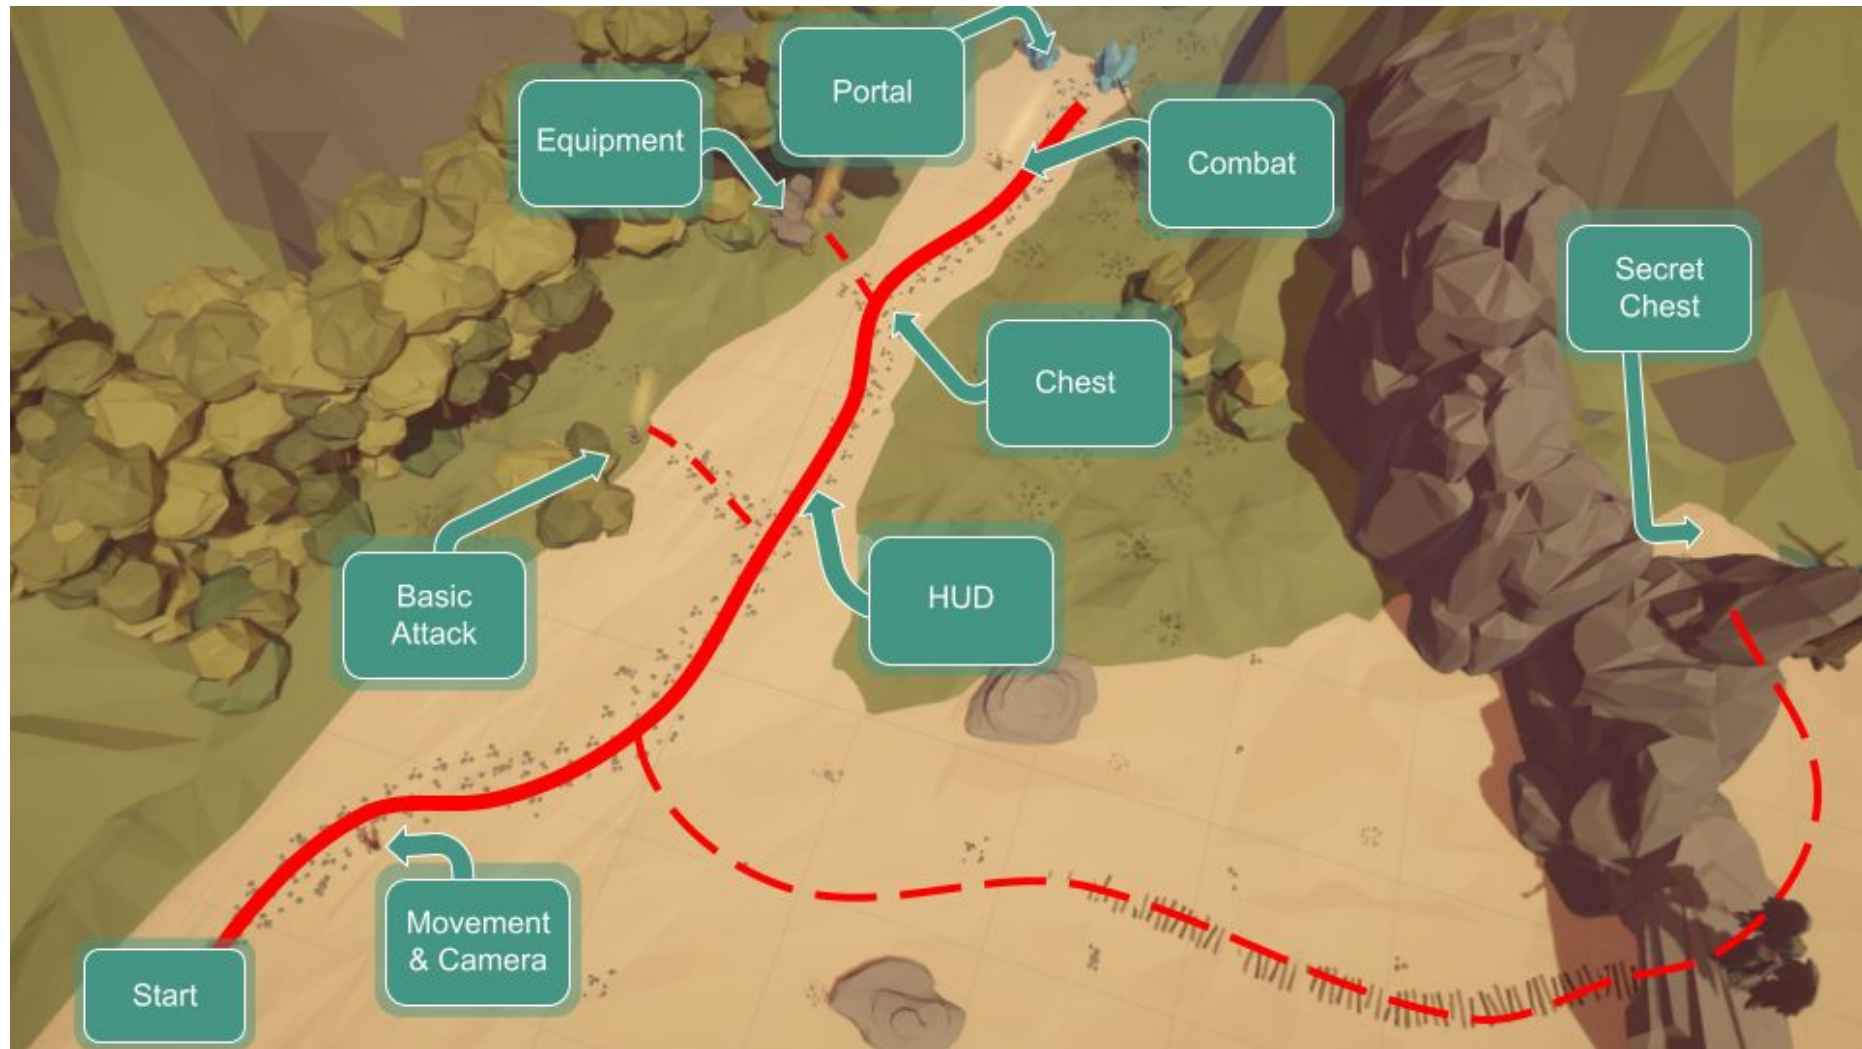 Portal
Equipment
Combat
Secret
Chest
Chest
Basic
Attack
HUD
Movement
& Camera
Start